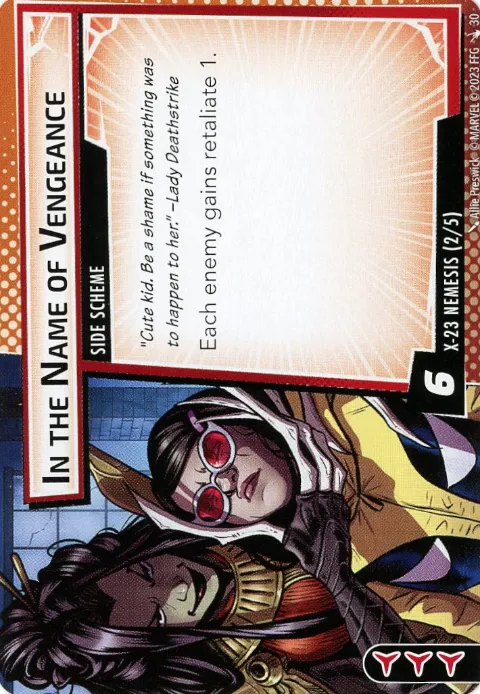 IN THE NAME OF VENGEANCE
SIDE SCHEME
"Cute kid. Be a shame if something was
to happen to her." –Lady Deathstrike
Each enemy gains retaliate 1.
6
X-23 NEMESIS (2/5)
Allie Preswick © MARVEL © 2023 FFG 30